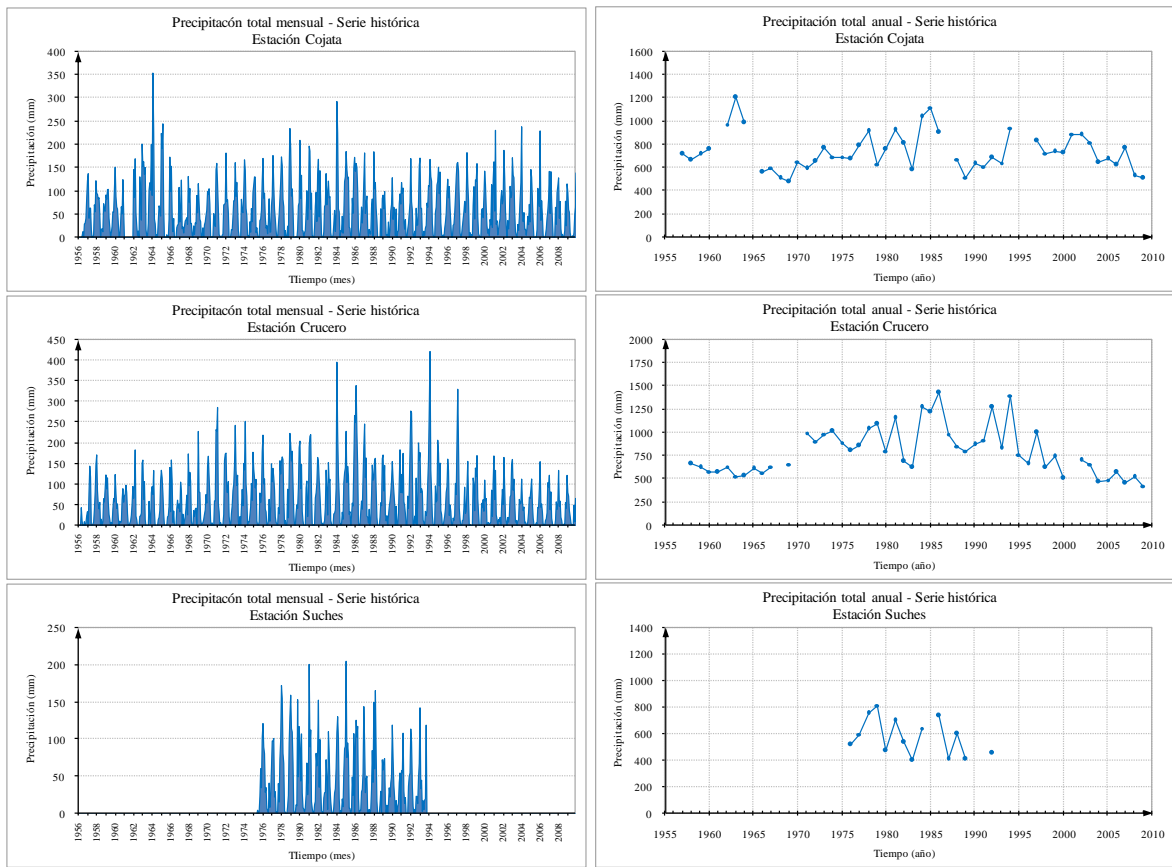 Precipitacón total mensual - Serie histórica
Estación Cojata
Precipitación (mm)
400
350
300
250
200
150
100
50
0
1956 1958 1960 1962 1964 1966 1968 1970 1972 1974 1976 1978 1980 1982 1984 1986 1988 1990 1992 1994 1996 1998 2000 2002 2004 2006 2008
TIiempo (mes)
Precipitación total anual - Serie histórica
Estación Cojata
Precipitación (mm)
1600
1400
1200
1000
800
600
400
200
0
1955 1960 1965 1970 1975 1980 1985 1990 1995 2000 2005 2010
Tiempo (año)
Precipitacón total mensual - Serie histórica
Estación Crucero
Precipitación (mm)
450
400
350
300
250
200
150
100
50
0
1956 1958 1960 1962 1964 1966 1968 1970 1972 1974 1976 1978 1980 1982 1984 1986 1988 1990 1992 1994 1996 1998 2000 2002 2004 2006 2008
TIiempo (mes)
Precipitación total anual - Serie histórica
Estación Crucero
Precipitación (mm)
2000
1750
1500
1250
1000
750
500
250
0
1955 1960 1965 1970 1975 1980 1985 1990 1995 2000 2005 2010
Tiempo (año)
Precipitacón total mensual - Serie histórica
Estación Suches
Precipitación (mm)
250
200
150
100
50
0
1956 1958 1960 1962 1964 1966 1968 1970 1972 1974 1976 1978 1980 1982 1984 1986 1988 1990 1992 1994 1996 1998 2000 2002 2004 2006 2008
TIiempo (mes)
Precipitación total anual - Serie histórica
Estación Suches
Precipitación (mm)
1400
1200
1000
800
600
400
200
0
1955 1960 1965 1970 1975 1980 1985 1990 1995 2000 2005 2010
Tiempo (año)